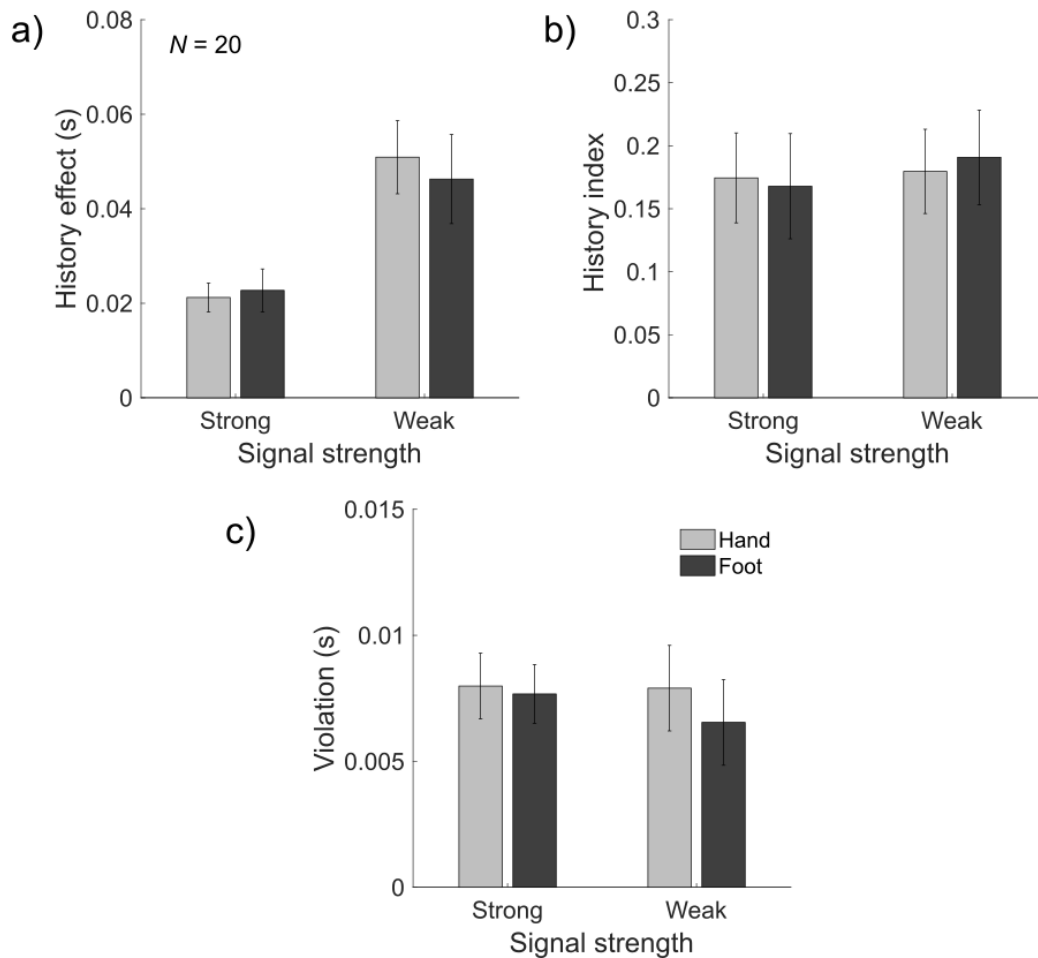 a)
N = 20
History effect (s)
0.08
0.06
0.04
0.02
0
Strong
Weak
Signal strength
b)
History index
0.3
0.25
0.2
0.15
0.1
0.05
0
Strong
Weak
Signal strength
c)
Hand
Foot
Violation (s)
0.015
0.01
0.005
0
Strong
Weak
Signal strength